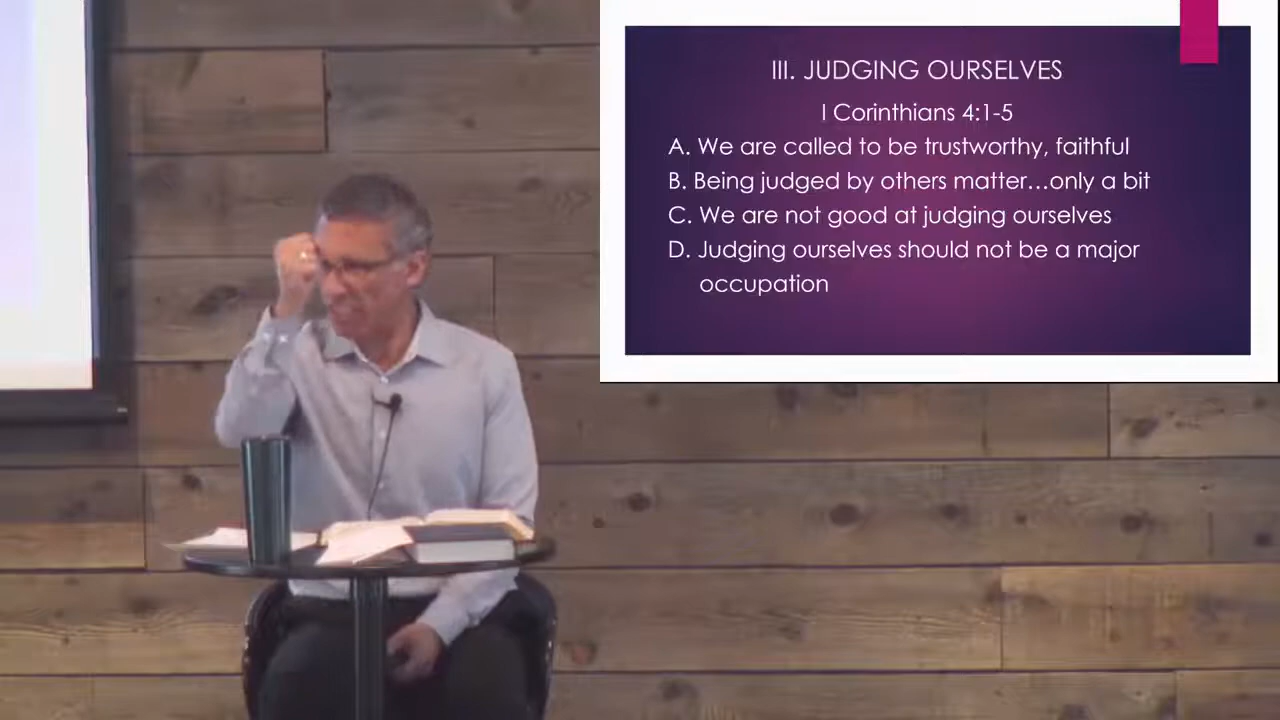 III. JUDGING OURSELVES
I Corinthians 4:1-5
A. We are called to be trustworthy, faithful
B. Being judged by others matter...only a bit
C. We are not good at judging ourselves
D. Judging ourselves should not be a major
occupation